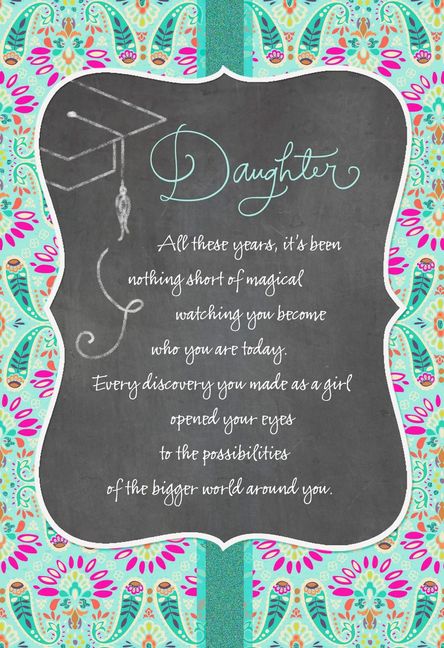 Daughter
All these years, it's been
nothing short of magical
watching you become
who you are today.
Every discovery you made as a girl
opened your eyes
to the possibilities
of the bigger world around you.